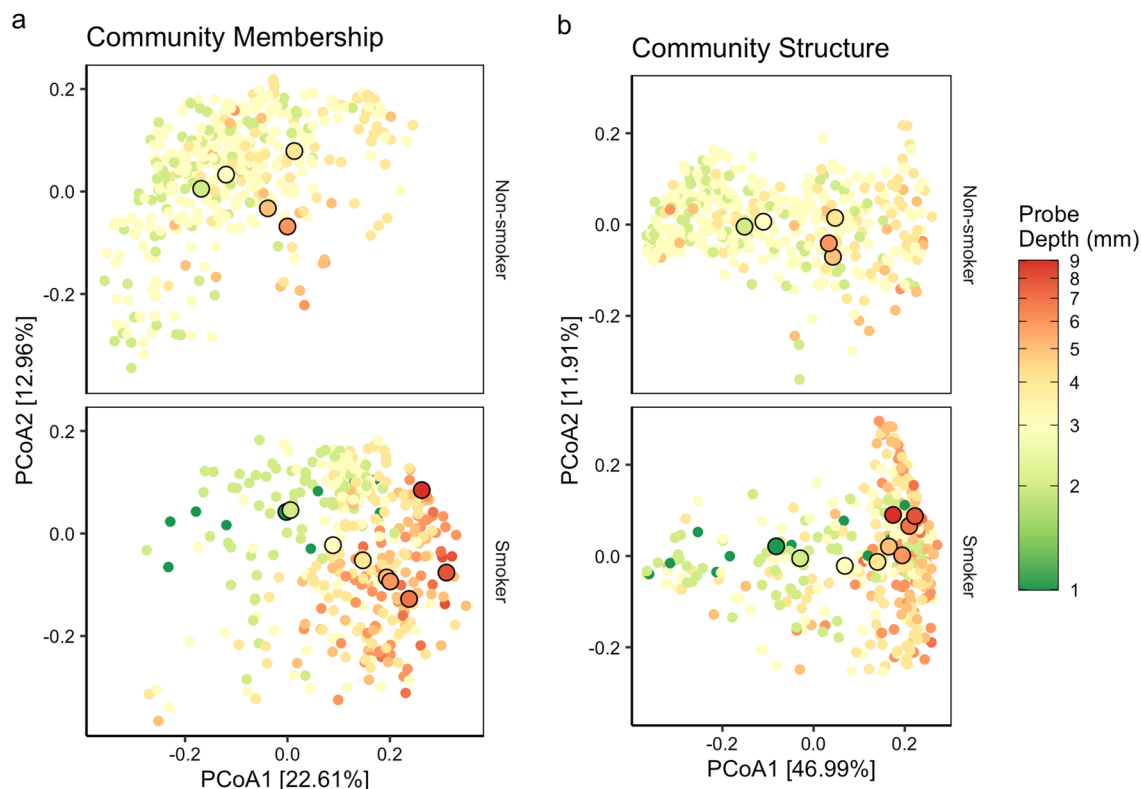 a
Community Membership
0.2
0.0
-0.2
Non-smoker
0.2
0.0
-0.2
Smoker
PCoA2 [12.96%]
-0.2
0.0
0.2
PCoA1 [22.61%]
b
Community Structure
0.2
0.0
-0.2
Non-smoker
0.2
0.0
-0.2
Smoker
PCoA2 [11.91%]
-0.2
0.0
0.2
PCoA1 [46.99%]
Probe
Depth (mm)
9
8
7
6
5
4
3
2
1